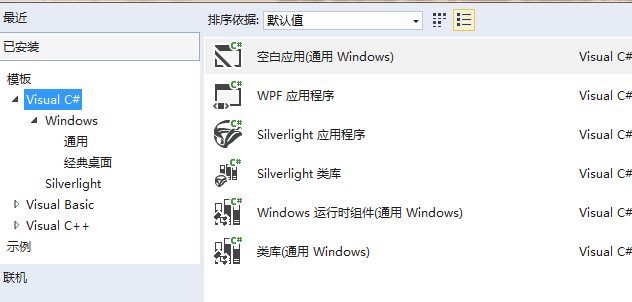 最近
已安装
模板
Visual C#
Windows
通用
经典桌面
Silverlight
Visual Basic
Visual C++
示例
联机
排序依据: 默认值
C# 空白应用(通用 Windows) Visual C#
C# WPF 应用程序 Visual C#
C# Silverlight 应用程序 Visual C#
C# Silverlight 类库 Visual C#
C# Windows 运行时组件(通用 Windows) Visual C#
C# 类库(通用 Windows) Visual C#